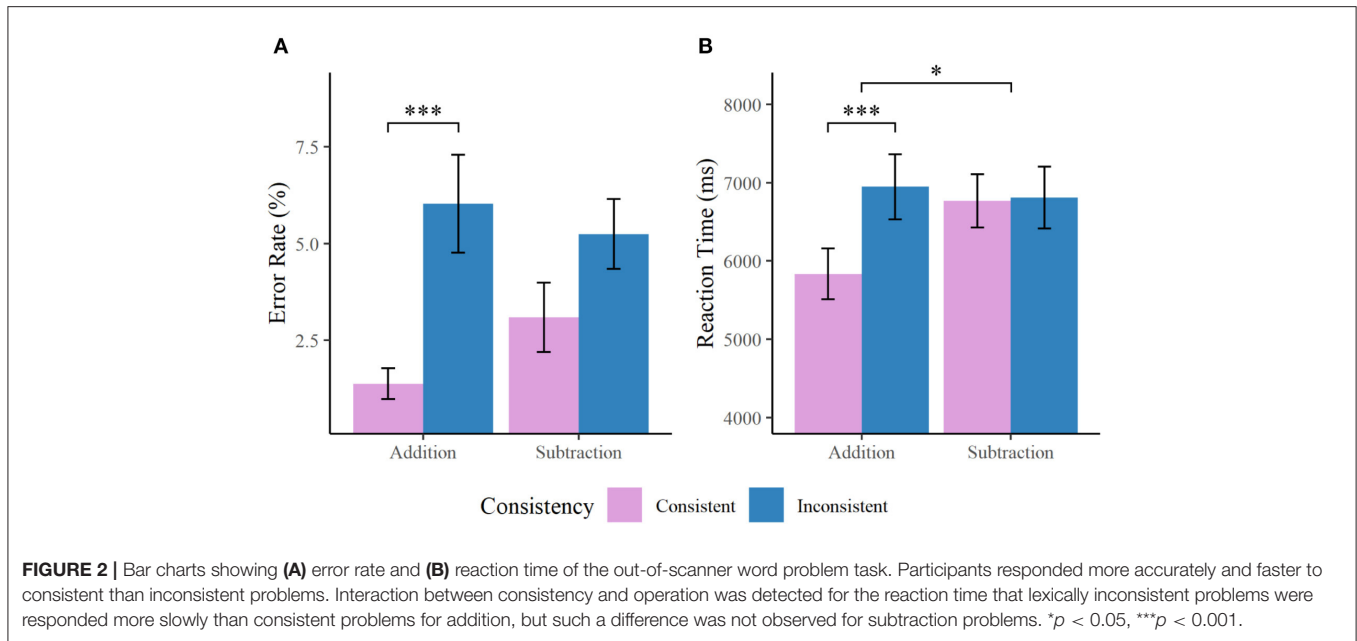 A
***
7.5
5.0
2.5
Error Rate (%)
Addition Subtraction
B
*
***
8000
7000
6000
5000
4000
Reaction Time (ms)
Addition Subtraction
Consistency Consistent Inconsistent
FIGURE 2 | Bar charts showing (A) error rate and (B) reaction time of the out-of-scanner word problem task. Participants responded more accurately and faster to
consistent than inconsistent problems. Interaction between consistency and operation was detected for the reaction time that lexically inconsistent problems were
responded more slowly than consistent problems for addition, but such a difference was not observed for subtraction problems. *p < 0.05, ***p < 0.001.